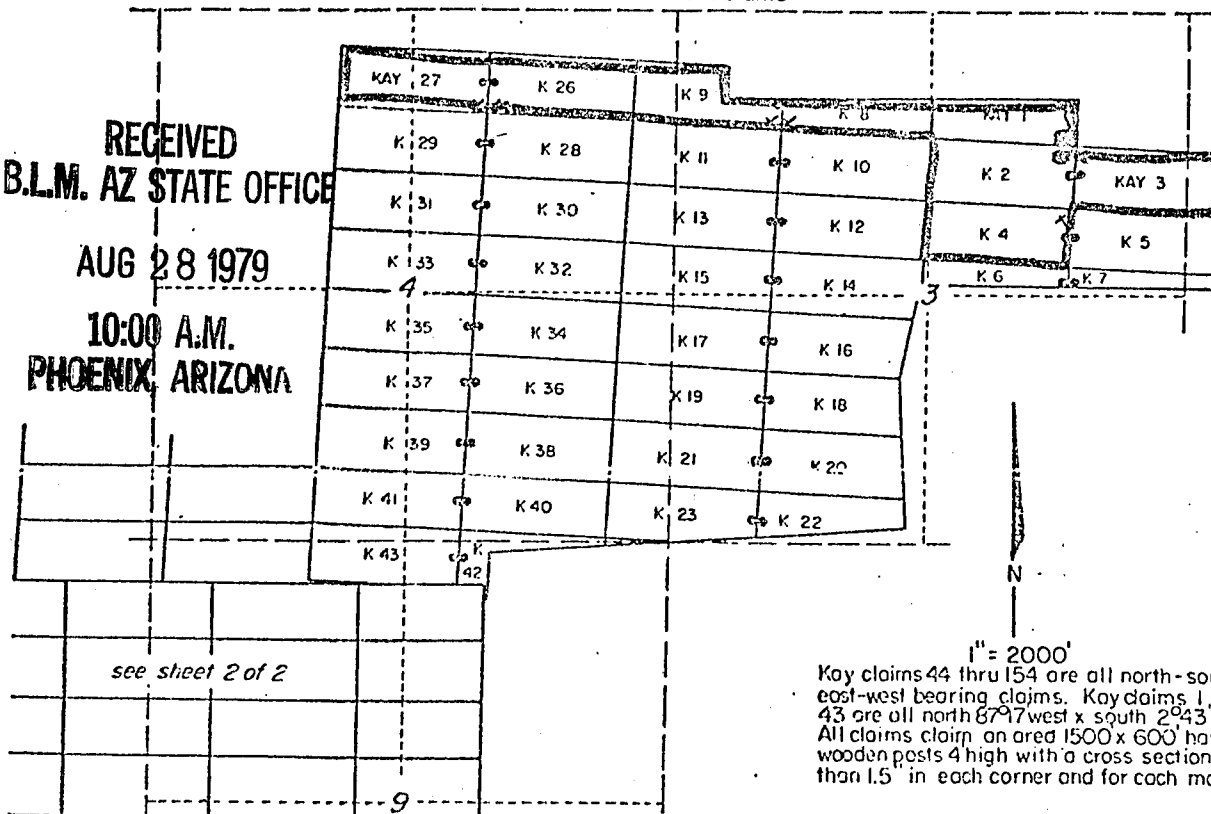 KAY 27
K 26
K 9
K 8
KAY 1
RECEIVED
B.L.M. AZ STATE OFFICE
AUG 28 1979
10:00 A.M.
PHOENIX, ARIZONA
K 29
K 28
K 11
K 10
K 2
KAY 3
K 31
K 30
K 13
K 12
K 4
K 5
K 33
K 32
K 15
K 14
K 6
K 7
4
3
K 35
K 34
K 17
K 16
K 37
K 36
K 19
K 18
K 39
K 38
K 21
K 20
K 41
K 40
K 23
K 22
K 43
K
42
N
see sheet 2 of 2
1" = 2000'
Kay claims 44 thru 154 are all north-so
east-west bearing claims. Kay claims 1,
43 are all north 87°17 west x south 2°43
All claims claim an area 1500 x 600' ha
wooden posts 4' high with a cross section
than 1.5" in each corner and for each mo
9